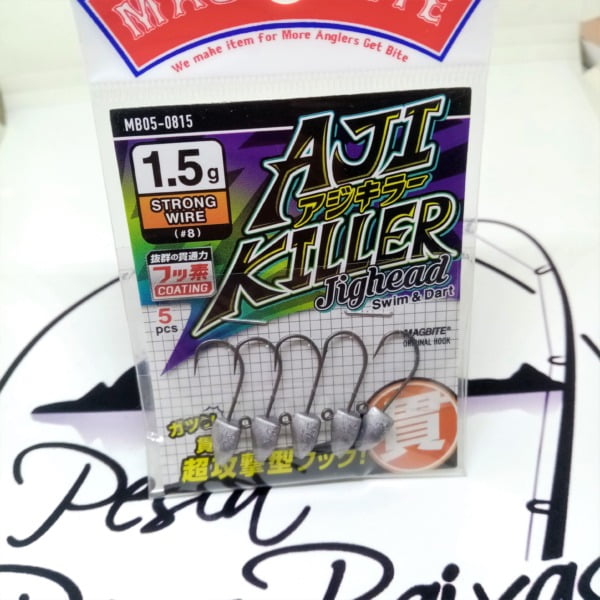 We make item for More Anglers Get Bite
MB05-0815
1.5g
STRONG
WIRE
(#8)
AJI
アジキラー
KILLER
Jighead
Swim & Dart
抜群の貫通力
フッ素
COATING
5
pcs
MAGBITE®
ORIGINAL HOOK
貫
超攻撃型フック!
貫
Pesca